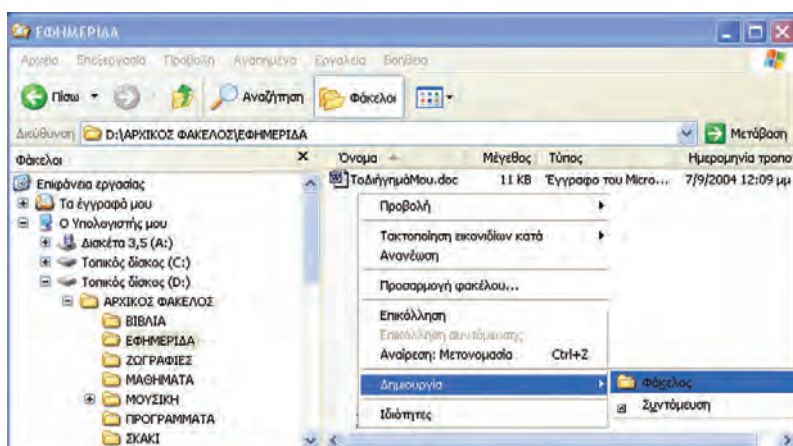 ΕΦΗΜΕΡΙΔΑ
Αρχείο Επεξεργασία Προβολή Αγαπημένα Εργαλεία Βοήθεια
Πίσω Αναζήτηση Φάκελοι
Διεύθυνση D:\ΑΡΧΙΚΟΣ ΦΑΚΕΛΟΣ\ΕΦΗΜΕΡΙΔΑ Μετάβαση
Φάκελοι Όνομα Μέγεθος Τύπος Ημερομηνία τροπο
Επιφάνεια εργασίας
Τα έγγραφά μου
Ο Υπολογιστής μου
Δισκέτα 3,5 (A:)
Τοπικός δίσκος (C:)
Τοπικός δίσκος (D:)
ΑΡΧΙΚΟΣ ΦΑΚΕΛΟΣ
ΒΙΒΛΙΑ
ΕΦΗΜΕΡΙΔΑ
ΖΩΓΡΑΦΙΕΣ
ΜΑΘΗΜΑΤΑ
ΜΟΥΣΙΚΗ
ΠΡΟΓΡΑΜΜΑΤΑ
ΣΚΑΚΙ
ΤοΔιήγημάΜου.doc 11 KB Έγγραφο του Micro... 7/9/2004 12:09 μμ
Προβολή
Τακτοποίηση εικονιδίων κατά
Ανανέωση
Προσαρμογή φακέλου...
Επικόλληση
Επικόλληση συντόμευσης
Αναίρεση: Μετονομασία Ctrl+Z
Δημιουργία
Ιδιότητες
Φάκελος
Συντόμευση